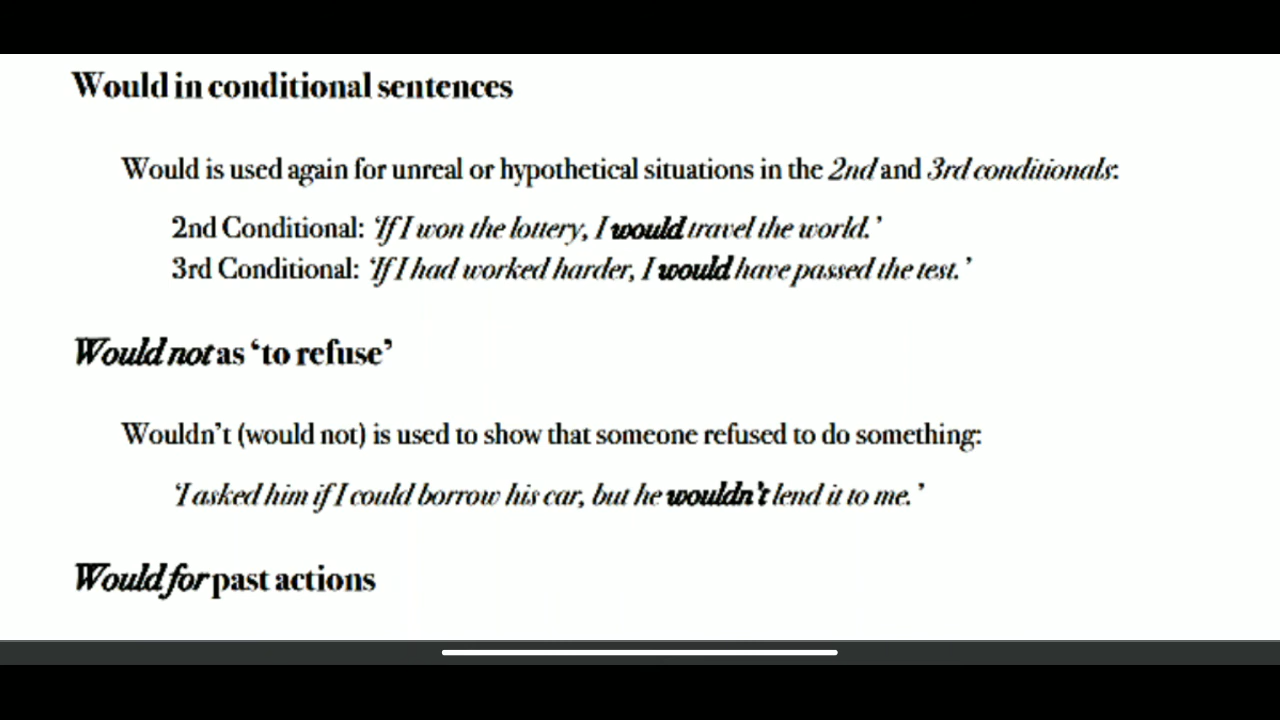 Would in conditional sentences
Would is used again for unreal or hypothetical situations in the 2nd and 3rd conditionals:
2nd Conditional: ‘If I won the lottery, I would travel the world.’
3rd Conditional: ‘If I had worked harder, I would have passed the test.’
Would not as ‘to refuse’
Wouldn’t (would not) is used to show that someone refused to do something:
‘I asked him if I could borrow his car, but he wouldn’t lend it to me.’
Would for past actions